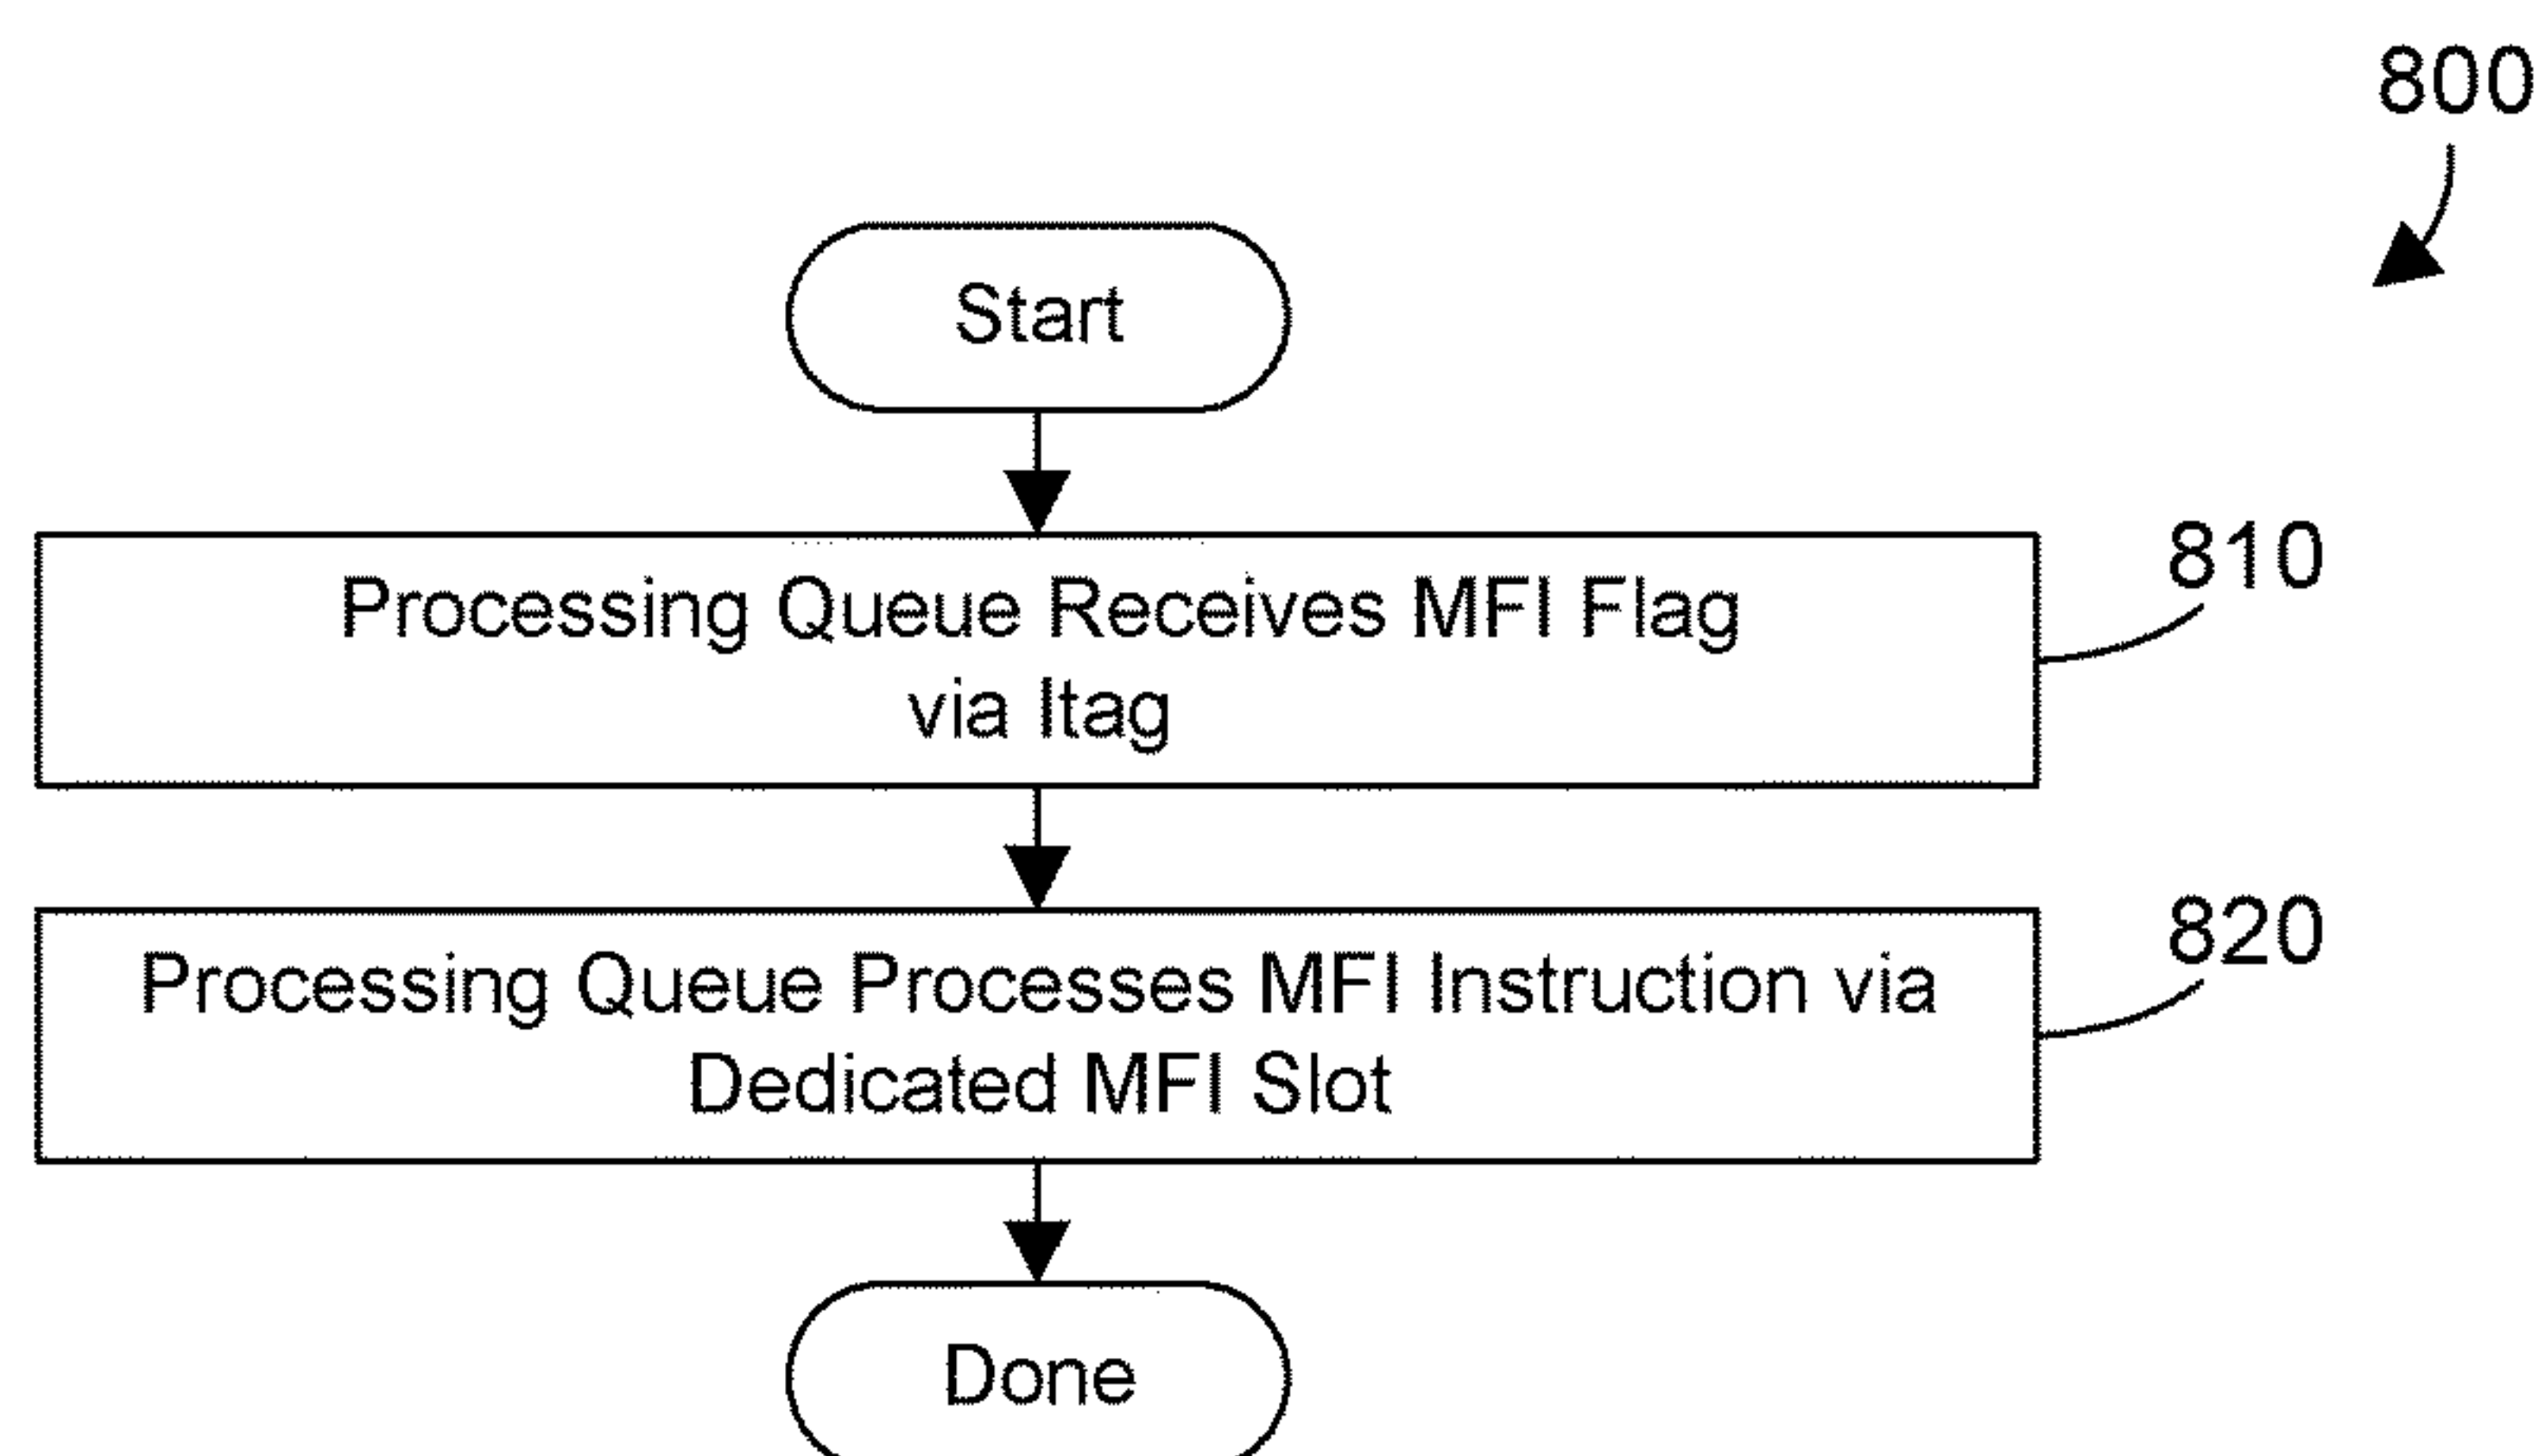 800
Start
Processing Queue Receives MFI Flag
via Itag
810
Processing Queue Processes MFI Instruction via
Dedicated MFI Slot
820
Done